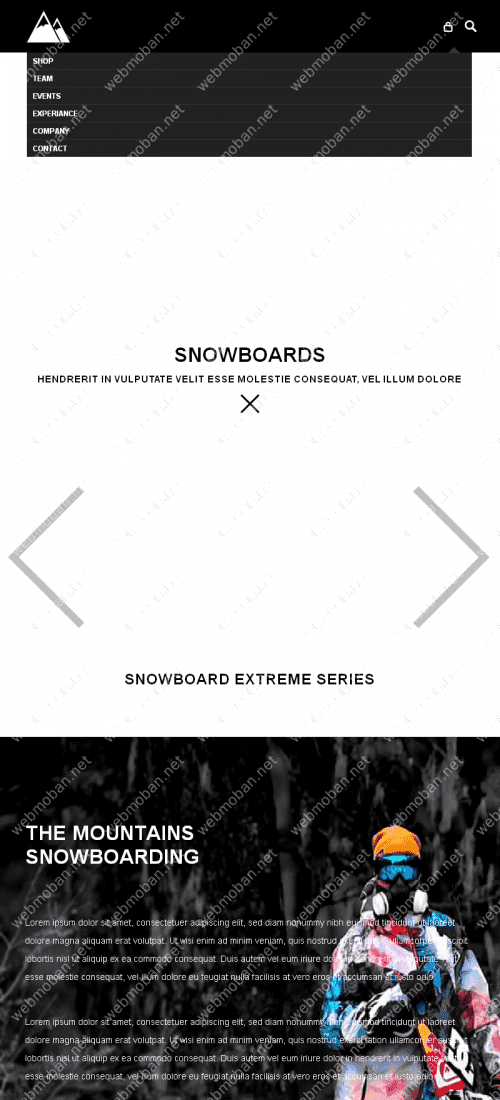 SHOP
TEAM
EVENTS
EXPERIANCE
COMPANY
CONTACT
SNOWBOARDS
HENDRERIT IN VULPUTATE VELIT ESSE MOLESTIE CONSEQUAT, VEL ILLUM DOLORE
SNOWBOARD EXTREME SERIES
THE MOUNTAINS
SNOWBOARDING
Lorem ipsum dolor sit amet, consectetuer adipiscing elit, sed diam nonummy nibh euismod tincidunt ut laoreet
dolore magna aliquam erat volutpat. Ut wisi enim ad minim veniam, quis nostrud exerci tation ullamcorper suscipit
lobortis nisl ut aliquip ex ea commodo consequat. Duis autem vel eum iriure dolor in hendrerit in vulputate velit
esse molestie consequat, vel illum dolore eu feugiat nulla facilisis at vero eros et accumsan et iusto odio
Lorem ipsum dolor sit amet, consectetuer adipiscing elit, sed diam nonummy nibh euismod tincidunt ut laoreet
dolore magna aliquam erat volutpat. Ut wisi enim ad minim veniam, quis nostrud exerci tation ullamcorper suscipit
lobortis nisl ut aliquip ex ea commodo consequat. Duis autem vel eum iriure dolor in hendrerit in vulputate velit
esse molestie consequat, vel illum dolore eu feugiat nulla facilisis at vero eros et accumsan et iusto odio
webmoban.net